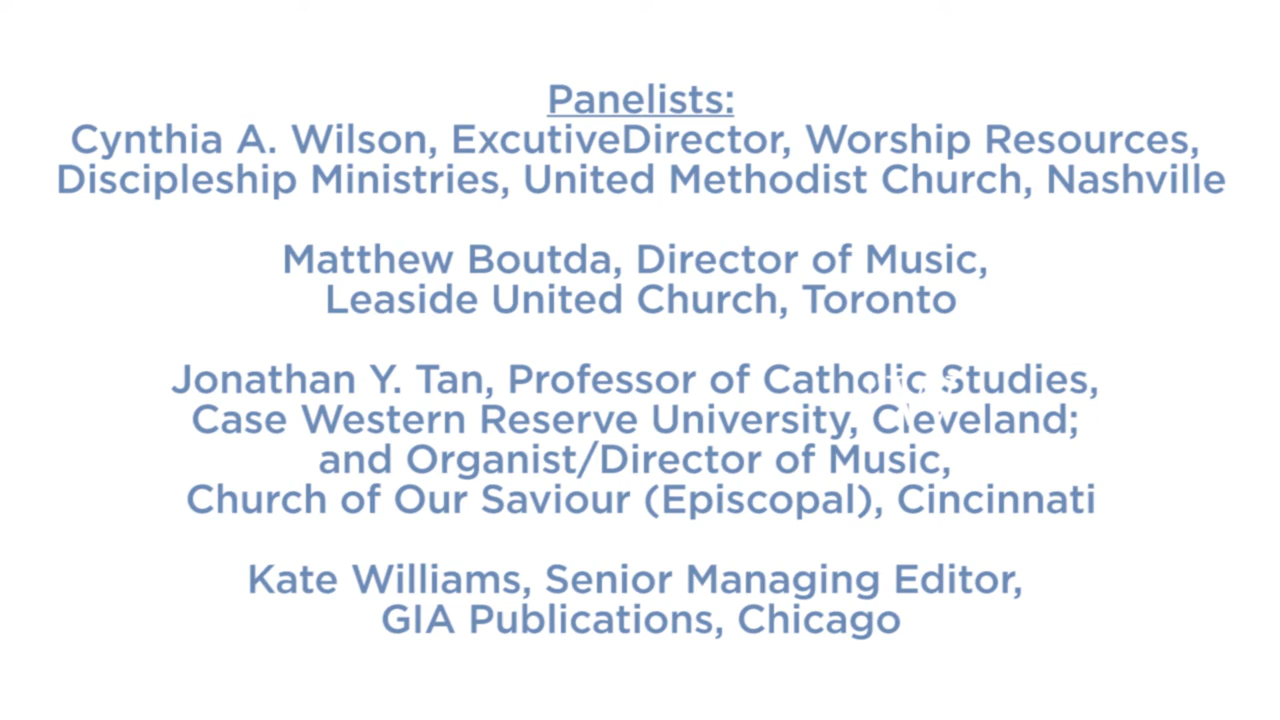 Panelists:
Cynthia A. Wilson, ExcutiveDirector, Worship Resources,
Discipleship Ministries, United Methodist Church, Nashville
Matthew Boutda, Director of Music,
Leaside United Church, Toronto
Jonathan Y. Tan, Professor of Catholic Studies,
Case Western Reserve University, Cleveland;
and Organist/Director of Music,
Church of Our Saviour (Episcopal), Cincinnati
Kate Williams, Senior Managing Editor,
GIA Publications, Chicago